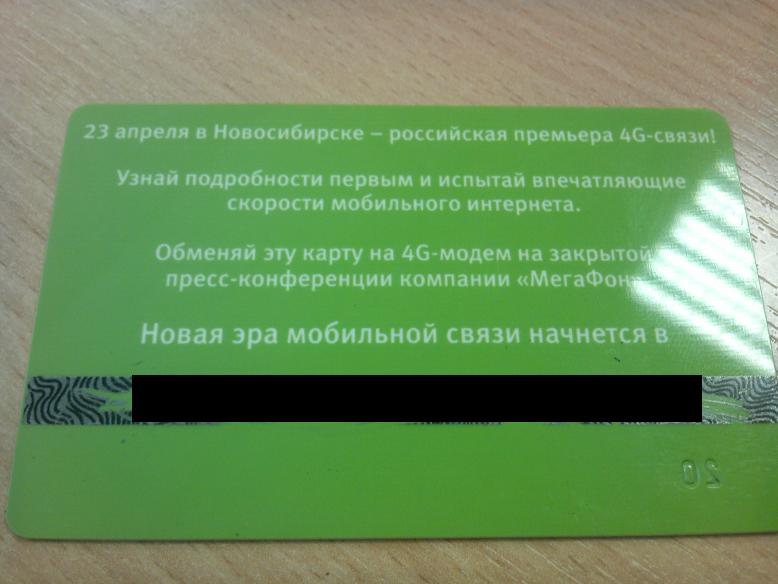 23 апреля в Новосибирске – российская премьера 4G-связи!
Узнай подробности первым и испытай впечатляющие
скорости мобильного интернета.
Обменяй эту карту на 4G-модем на закрытой
пресс-конференции компании «МегаФон»
Новая эра мобильной связи начнется в
20